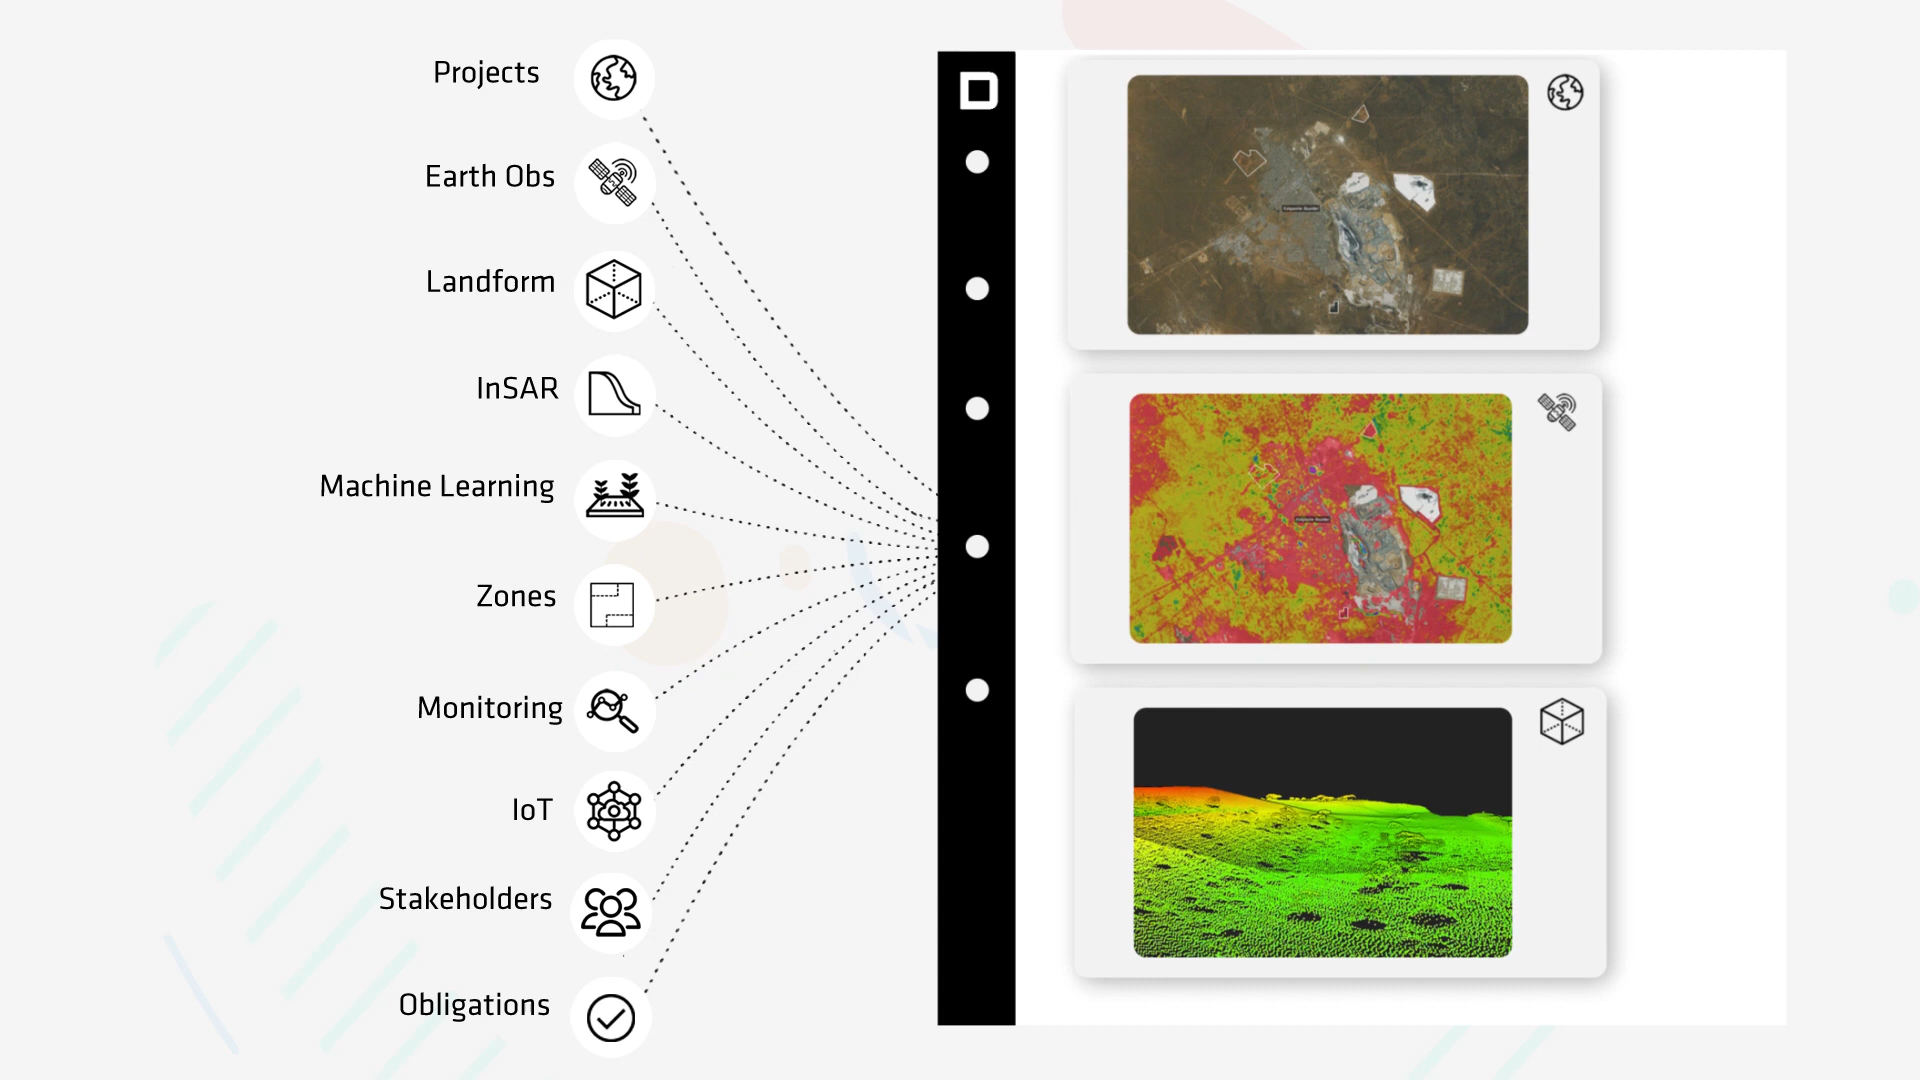 Projects
Earth Obs
Landform
InSAR
Machine Learning
Zones
Monitoring
IoT
Stakeholders
Obligations